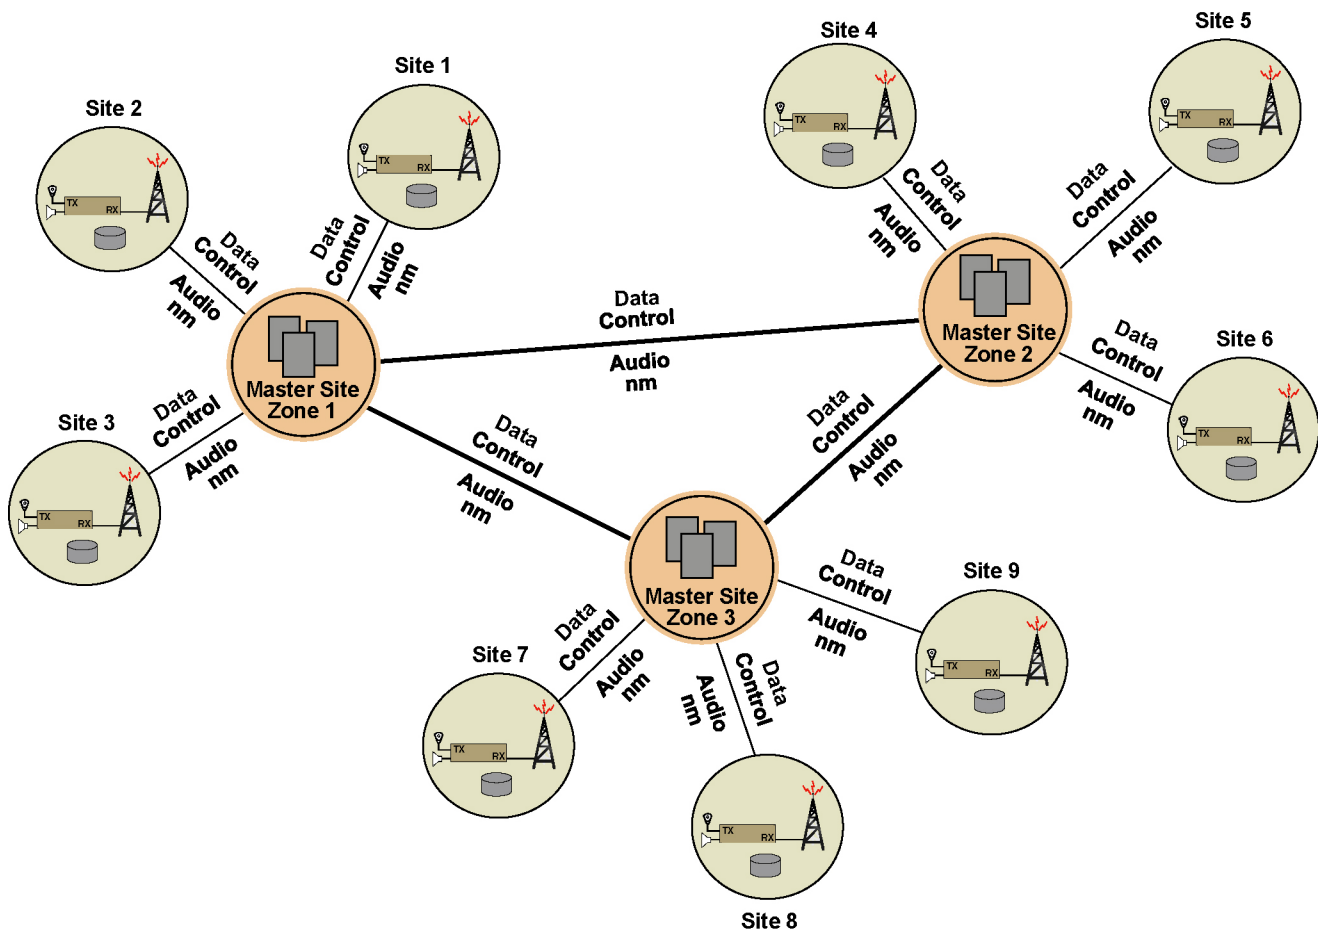 Site 1
TX
RX
Site 2
TX
RX
Site 3
TX
RX
Site 4
TX
RX
Site 5
TX
RX
Site 6
TX
RX
Data
Control
Audio
nm
Data
Control
Audio
nm
Data
Control
Audio
nm
Master Site
Zone 1
Data
Control
Audio
nm
Data
Control
Audio
nm
Data
Control
Audio
nm
Data
Control
Audio
nm
Master Site
Zone 2
Data
Control
Audio
nm
Data
Control
Audio
nm
Master Site
Zone 3
Data
Control
Audio
nm
Site 7
TX
RX
Data
Control
Audio
nm
Site 8
TX
RX
Data
Control
Audio
nm
Site 9
TX
RX